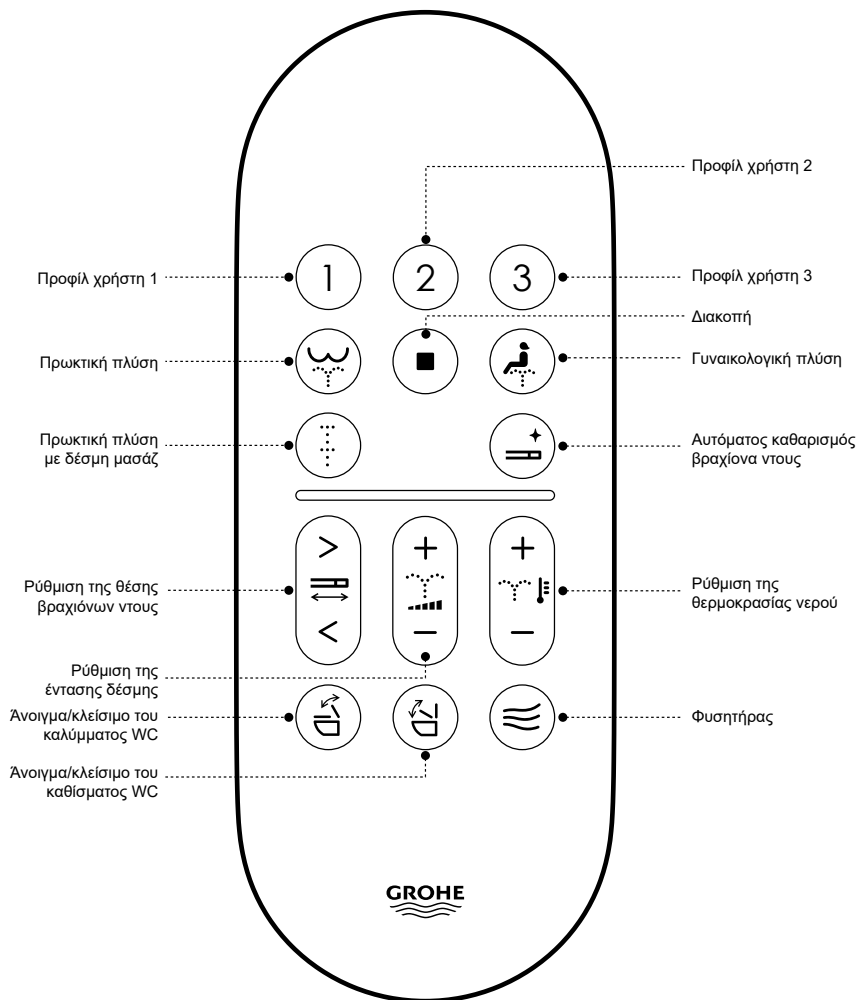 Προφίλ χρήστη 2
Προφίλ χρήστη 1
1
2
3
Προφίλ χρήστη 3
Διακοπή
Πρωκτική πλύση
Γυναικολογική πλύση
Πρωκτική πλύση
με δέσμη μασάζ
Αυτόματος καθαρισμός
βραχίονα ντους
Ρύθμιση της θέσης
βραχιόνων ντους
>
<
+
−
+
−
Ρύθμιση της
θερμοκρασίας νερού
Ρύθμιση της
έντασης δέσμης
Άνοιγμα/κλείσιμο του
καλύμματος WC
Φυσητήρας
Άνοιγμα/κλείσιμο του
καθίσματος WC
GROHE